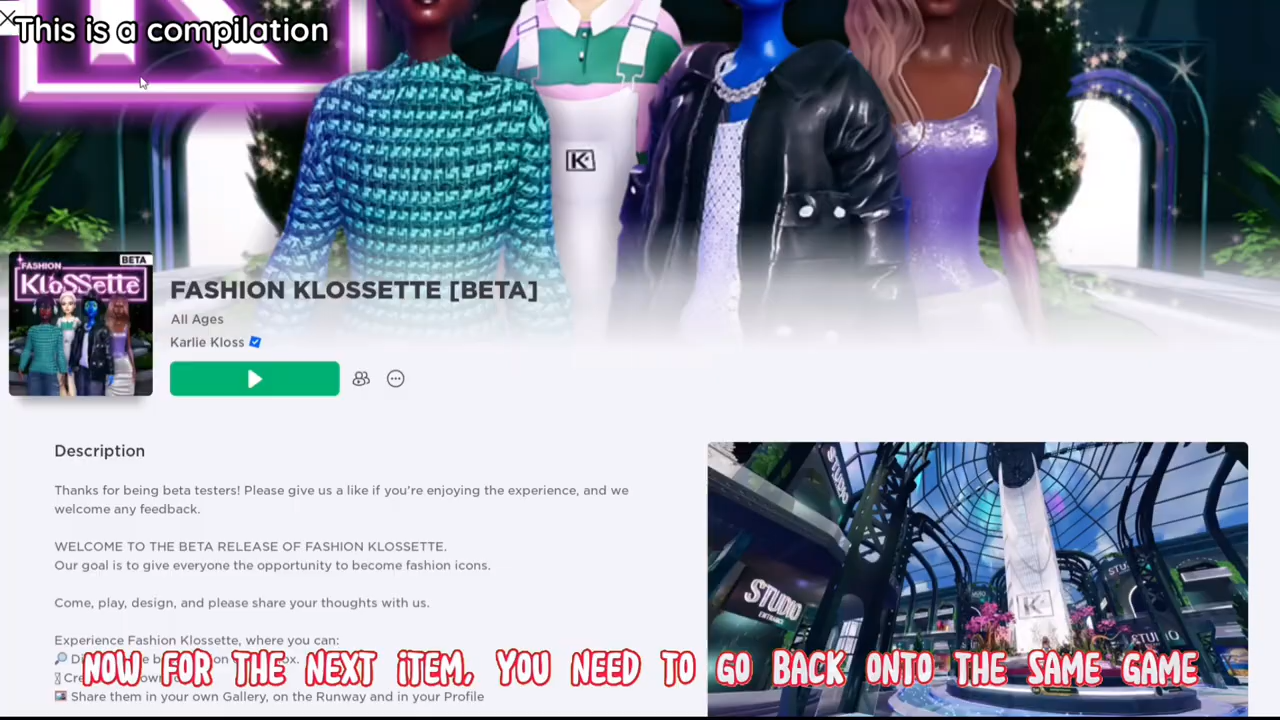 This is a compilation
K
FASHION
BETA
KloSSette
FASHION KLOSSETTE [BETA]
All Ages
Karlie Kloss
Description
Thanks for being beta testers! Please give us a like if you're enjoying the experience, and we
welcome any feedback.
WELCOME TO THE BETA RELEASE OF FASHION KLOSSETTE.
Our goal is to give everyone the opportunity to become fashion icons.
Come, play, design, and please share your thoughts with us.
Experience Fashion Klossette, where you can:
NOW FOR THE NEXT ITEM, YOU NEED TO GO BACK ONTO THE SAME GAME
Share them in your own Gallery, on the Runway and in your Profile
STUDIO
STUDIO
ENTRANCE
K
STUDIO